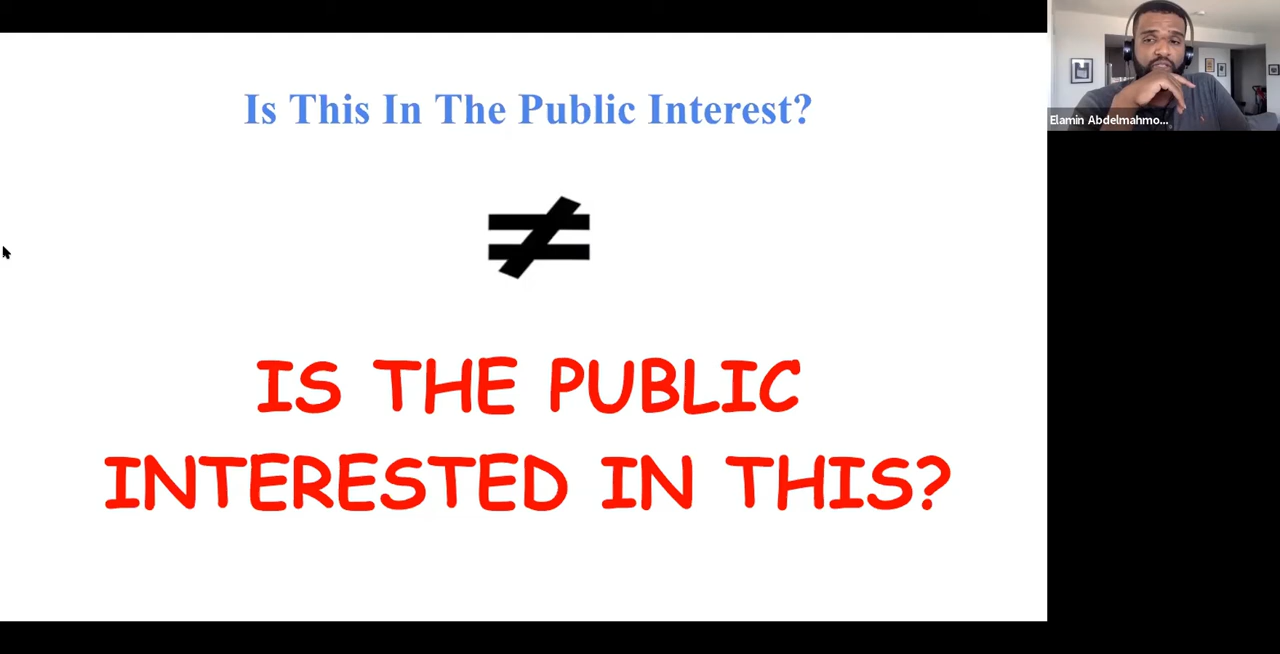 Is This In The Public Interest?
≠
IS THE PUBLIC
INTERESTED IN THIS?
Elamin Abdelmahmo...